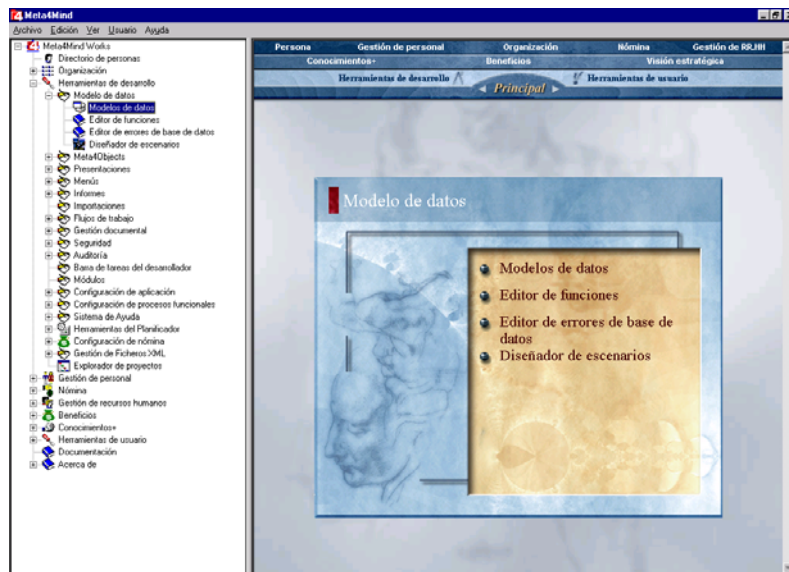 Meta4Mind
Archivo Edición Ver Usuario Ayuda
Meta4Mind Works
Directorio de personas
Organización
Herramientas de desarrollo
Modelo de datos
Modelos de datos
Editor de funciones
Editor de errores de base de datos
Diseñador de escenarios
Meta4Objects
Presentaciones
Menús
Informes
Importaciones
Flujos de trabajo
Gestión documental
Seguridad
Auditoría
Barra de tareas del desarrollador
Módulos
Configuración de aplicación
Configuración de procesos funcionales
Sistema de Ayuda
Herramientas del Planificador
Configuración de nómina
Gestión de Ficheros XML
Explorador de proyectos
Gestión de personal
Nómina
Gestión de recursos humanos
Beneficios
Conocimientos+
Herramientas de usuario
Documentación
Acerca de
Persona Gestión de personal Organización Nómina Gestión de RR.HH
Conocimientos+ Beneficios Visión estratégica
Herramientas de desarrollo Principal Herramientas de usuario
Modelo de datos
Modelos de datos
Editor de funciones
Editor de errores de base de
datos
Diseñador de escenarios